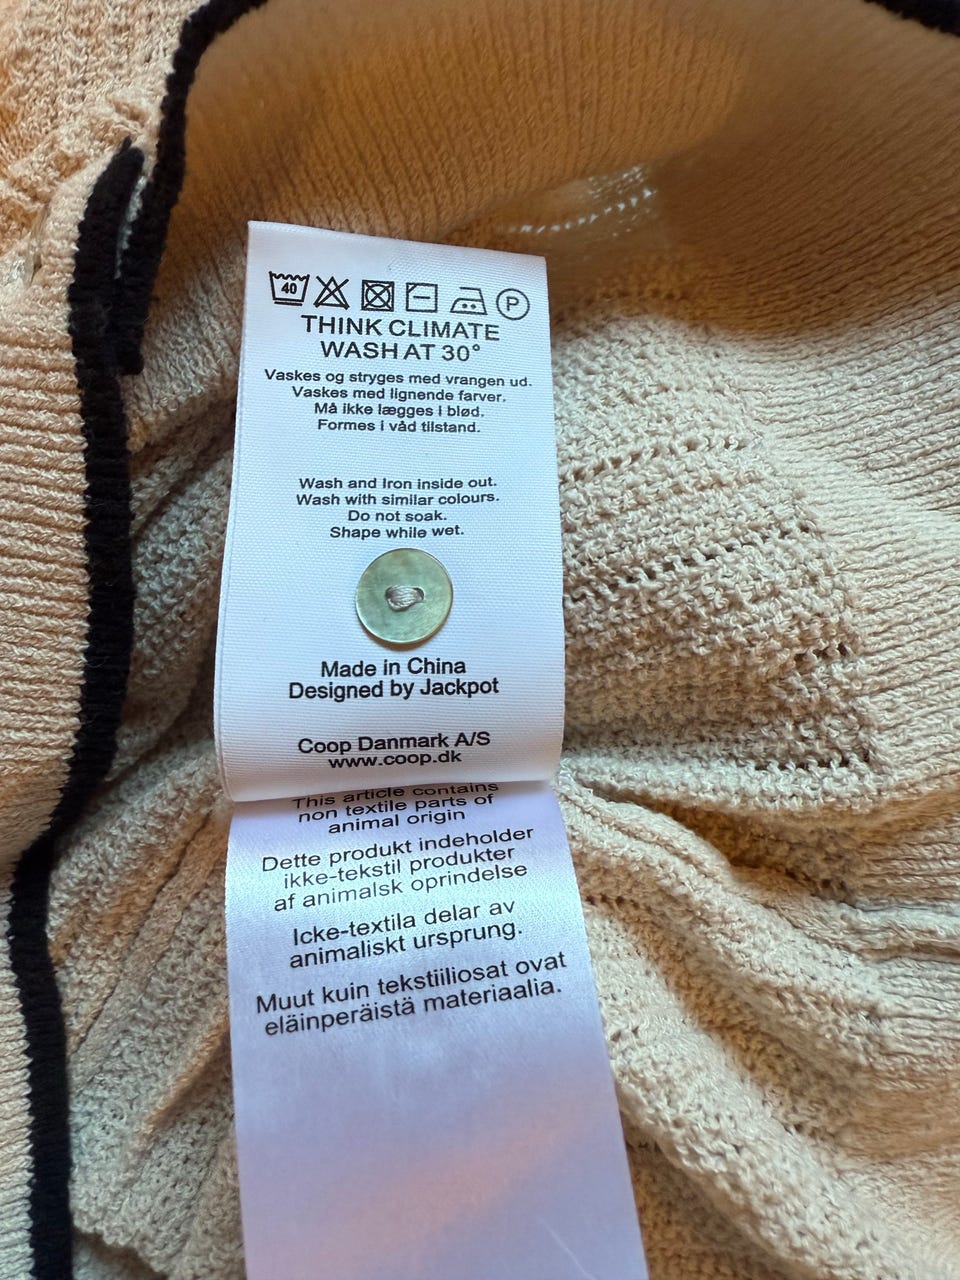 40
P
THINK CLIMATE
WASH AT 30°
Vaskes og stryges med vrangen ud.
Vaskes med lignende farver.
Må ikke lægges i blød.
Formes i våd tilstand.
Wash and Iron inside out.
Wash with similar colours.
Do not soak.
Shape while wet.
Made in China
Designed by Jackpot
Coop Danmark A/S
www.coop.dk
This article contains
non textile parts of
animal origin
Dette produkt indeholder
ikke-tekstil produkter
af animalsk oprindelse
Icke-textila delar av
animaliskt ursprung.
Muut kuin tekstiiliosat ovat
eläinperäistä materiaalia.